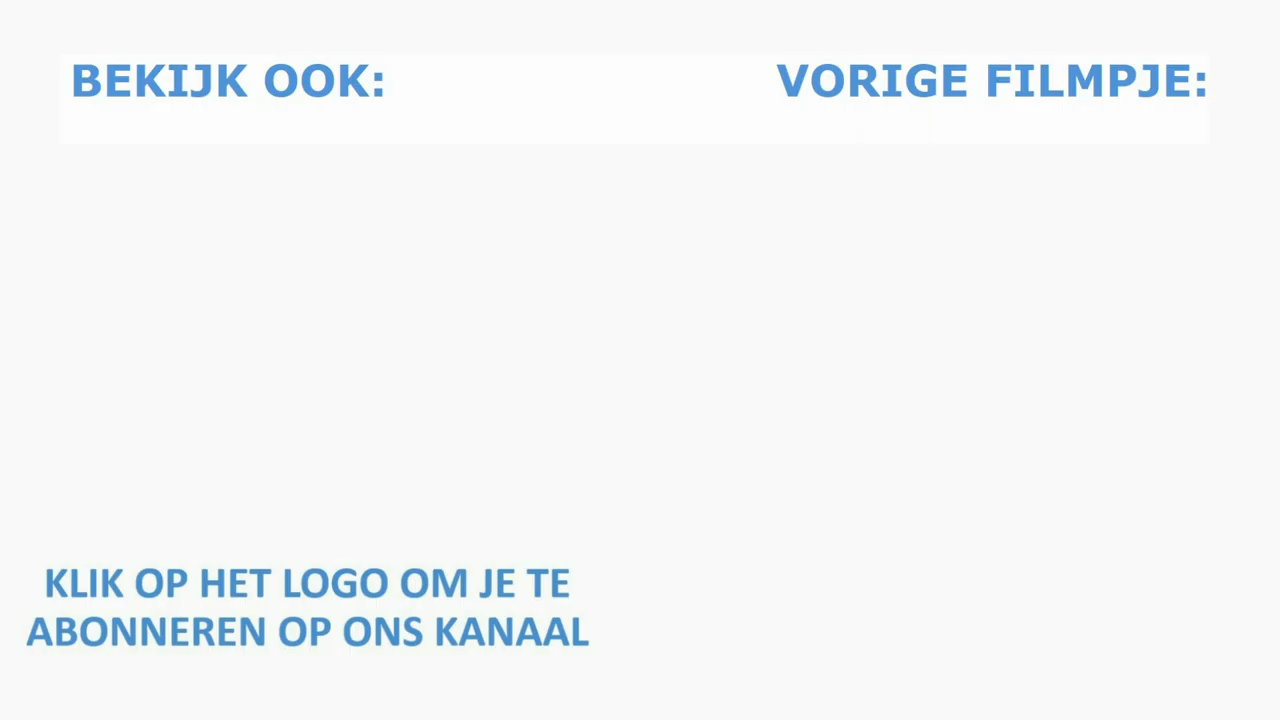 BEKIJK OOK:
VORIGE FILMPJE:
KLIK OP HET LOGO OM JE TE
ABONNEREN OP ONS KANAAL